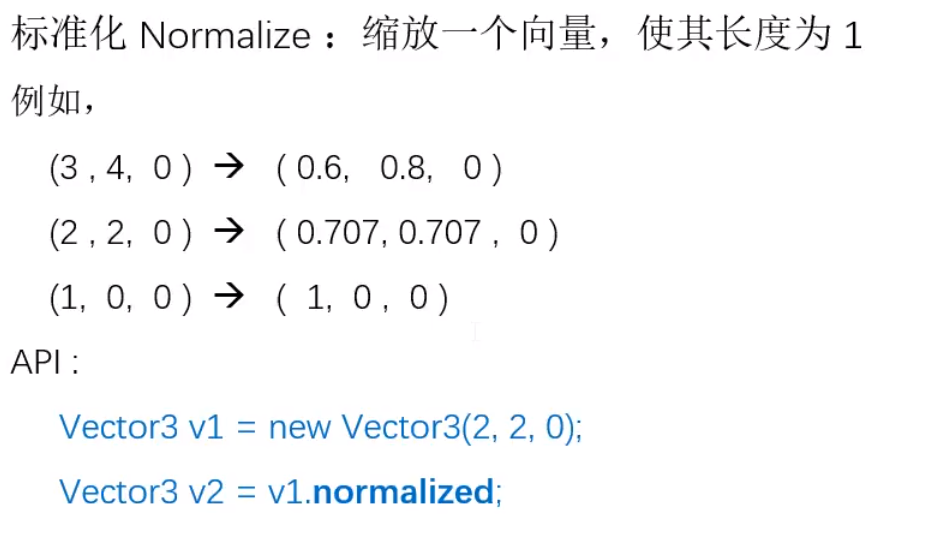 标准化 Normalize ：缩放一个向量，使其长度为 1
例如，
(3 , 4, 0 ) → ( 0.6, 0.8, 0 )
(2 , 2, 0 ) → ( 0.707, 0.707 , 0 )
(1, 0, 0 ) → ( 1, 0 , 0 )
API :
Vector3 v1 = new Vector3(2, 2, 0);
Vector3 v2 = v1.normalized;